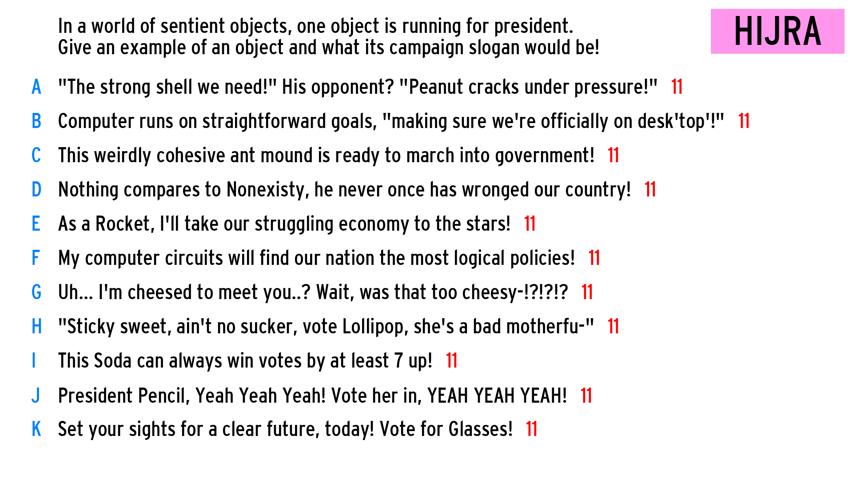 In a world of sentient objects, one object is running for president.
Give an example of an object and what its campaign slogan would be!
HIJRA
A "The strong shell we need!" His opponent? "Peanut cracks under pressure!" 11
B Computer runs on straightforward goals, "making sure we're officially on desk'top'!" 11
C This weirdly cohesive ant mound is ready to march into government! 11
D Nothing compares to Nonexisty, he never once has wronged our country! 11
E As a Rocket, I'll take our struggling economy to the stars! 11
F My computer circuits will find our nation the most logical policies! 11
G Uh... I'm cheesed to meet you..? Wait, was that too cheesy-!?!?!? 11
H "Sticky sweet, ain't no sucker, vote Lollipop, she's a bad motherfu-" 11
I This Soda can always win votes by at least 7 up! 11
J President Pencil, Yeah Yeah Yeah! Vote her in, YEAH YEAH YEAH! 11
K Set your sights for a clear future, today! Vote for Glasses! 11